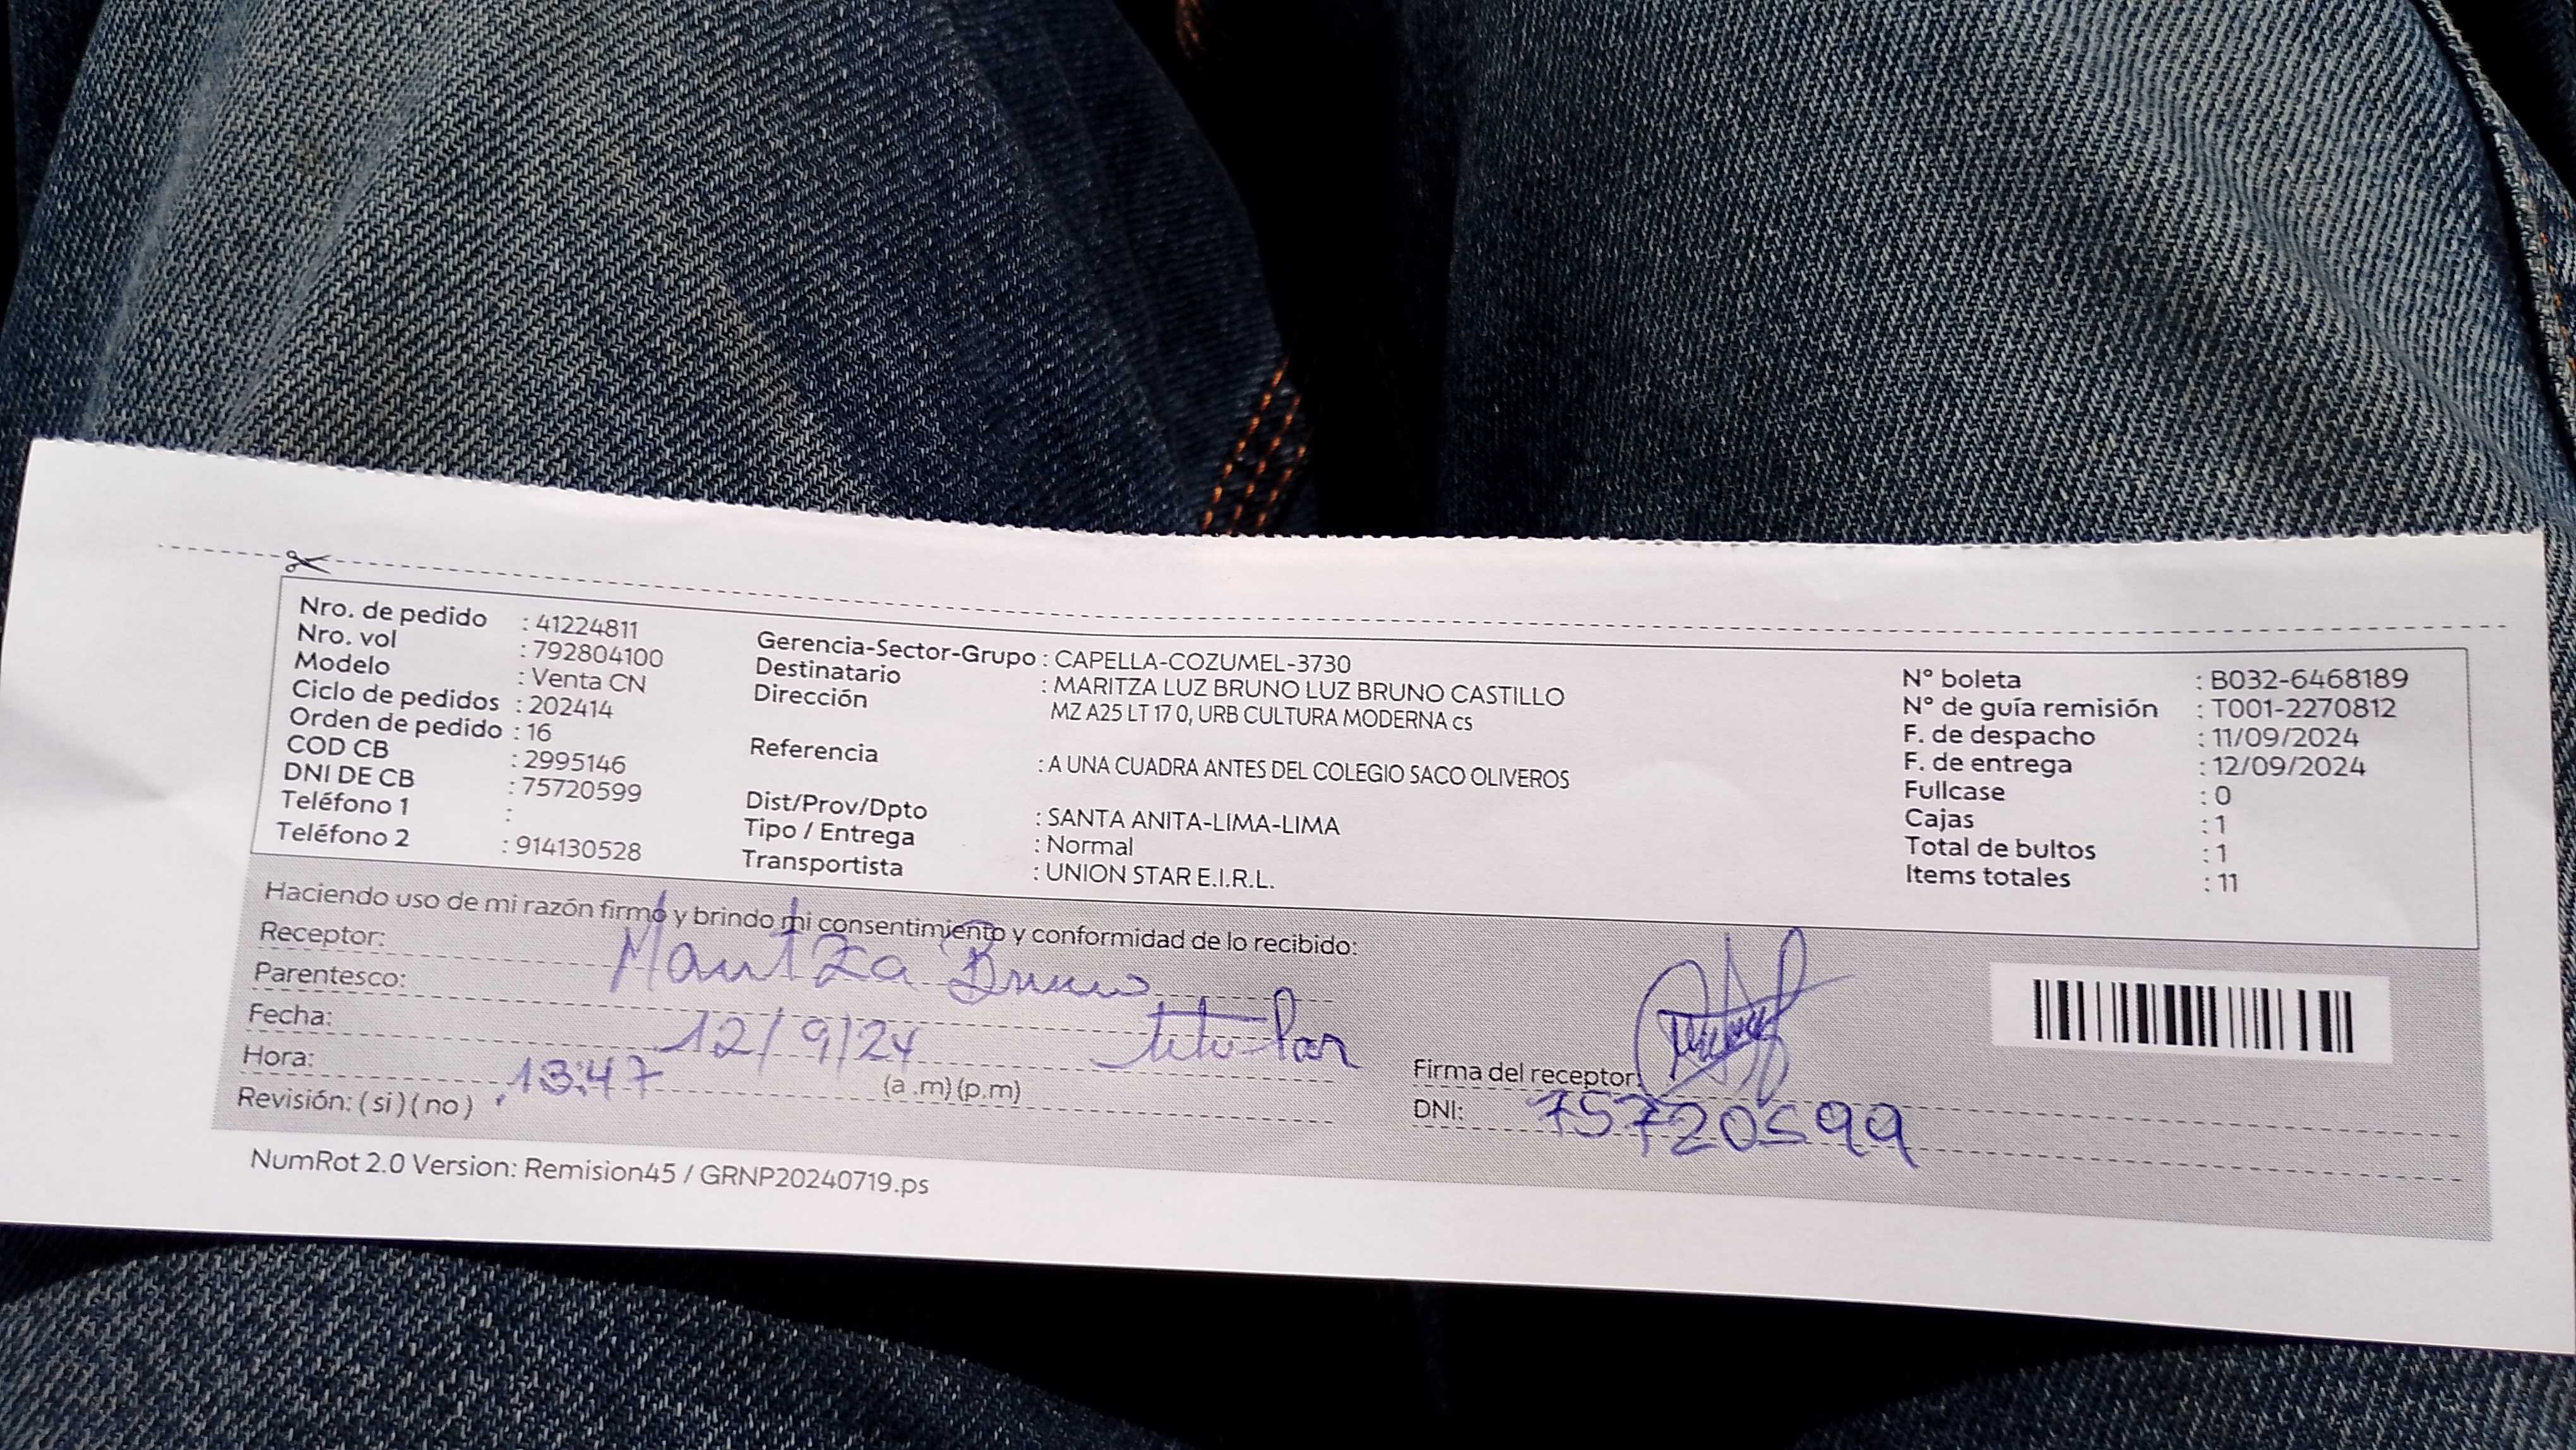 Nro. de pedido : 41224811
Nro. vol : 792804100
Modelo : Venta CN
Ciclo de pedidos : 202414
Orden de pedido : 16
COD CB : 2995146
DNI DE CB : 75720599
Teléfono 1 :
Teléfono 2 : 914130528
Gerencia-Sector-Grupo : CAPELLA-COZUMEL-3730
Destinatario : MARITZA LUZ BRUNO LUZ BRUNO CASTILLO
Dirección MZ A25 LT 17 0, URB CULTURA MODERNA cs
Referencia : A UNA CUADRA ANTES DEL COLEGIO SACO OLIVEROS
Dist/Prov/Dpto : SANTA ANITA-LIMA-LIMA
Tipo / Entrega : Normal
Transportista : UNION STAR E.I.R.L.
N° boleta : B032-6468189
N° de guía remisión : T001-2270812
F. de despacho : 11/09/2024
F. de entrega : 12/09/2024
Fullcase : 0
Cajas : 1
Total de bultos : 1
Items totales : 11
Haciendo uso de mi razón firmo y brindo mi consentimiento y conformidad de lo recibido:
Receptor: Maritza Bruno
Parentesco: titular
Fecha: 12/9/24
Hora: 13:47 (a .m) (p.m)
Revisión: ( si ) ( no )
Firma del receptor:
DNI: 75720599
NumRot 2.0 Version: Remision45 / GRNP20240719.ps